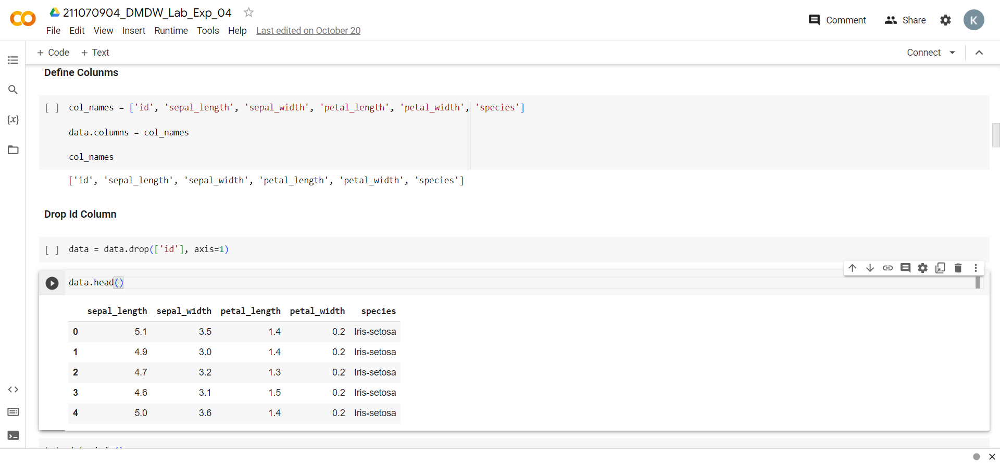 211070904_DMDW_Lab_Exp_04
File Edit View Insert Runtime Tools Help Last edited on October 20
Comment Share K
+ Code + Text
Connect
Define Colunms
{x}
[ ] col_names = ['id', 'sepal_length', 'sepal_width', 'petal_length', 'petal_width', 'species']
data.columns = col_names
col_names
['id', 'sepal_length', 'sepal_width', 'petal_length', 'petal_width', 'species']
Drop Id Column
[ ] data = data.drop(['id'], axis=1)
data.head()
sepal_length sepal_width petal_length petal_width species
0 5.1 3.5 1.4 0.2 Iris-setosa
1 4.9 3.0 1.4 0.2 Iris-setosa
2 4.7 3.2 1.3 0.2 Iris-setosa
3 4.6 3.1 1.5 0.2 Iris-setosa
4 5.0 3.6 1.4 0.2 Iris-setosa